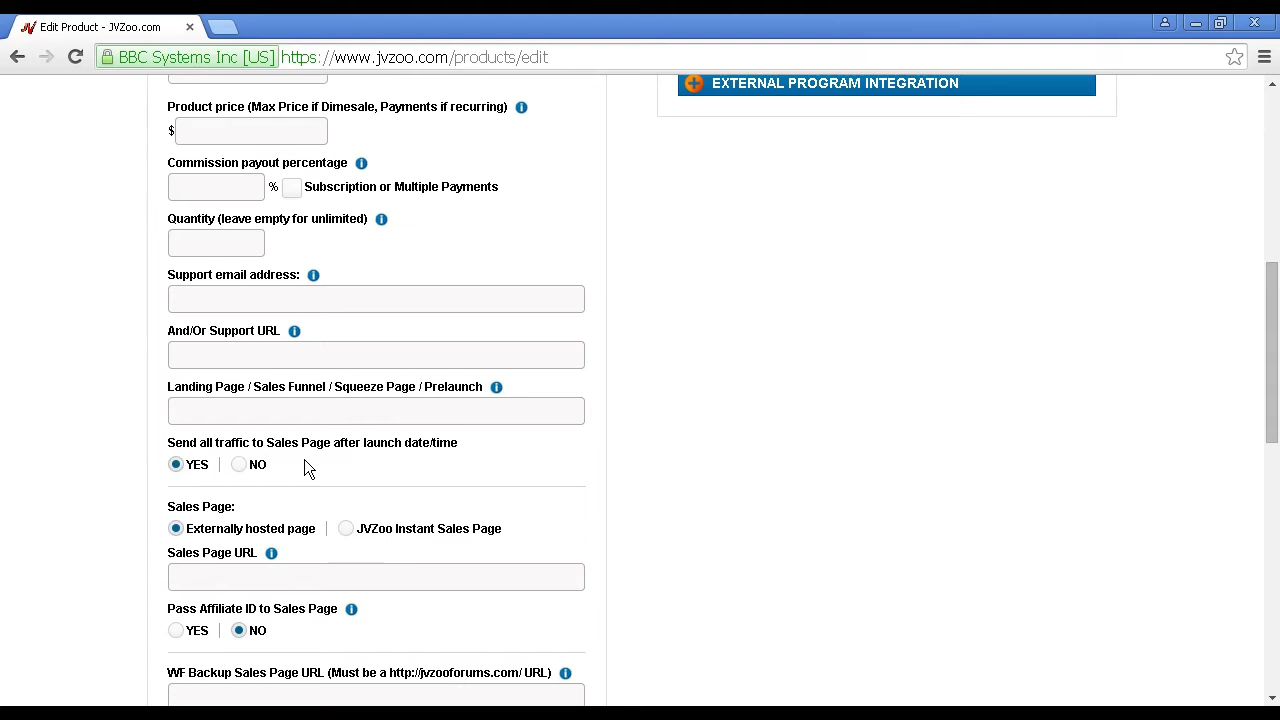 Edit Product - JVZoo.com
BBC Systems Inc [US] https://www.jvzoo.com/products/edit
EXTERNAL PROGRAM INTEGRATION
Product price (Max Price if Dimesale, Payments if recurring)
$
Commission payout percentage
% Subscription or Multiple Payments
Quantity (leave empty for unlimited)
Support email address:
And/Or Support URL
Landing Page / Sales Funnel / Squeeze Page / Prelaunch
Send all traffic to Sales Page after launch date/time
YES | NO
Sales Page:
Externally hosted page | JVZoo Instant Sales Page
Sales Page URL
Pass Affiliate ID to Sales Page
YES | NO
WF Backup Sales Page URL (Must be a http://jvzooforums.com/ URL)